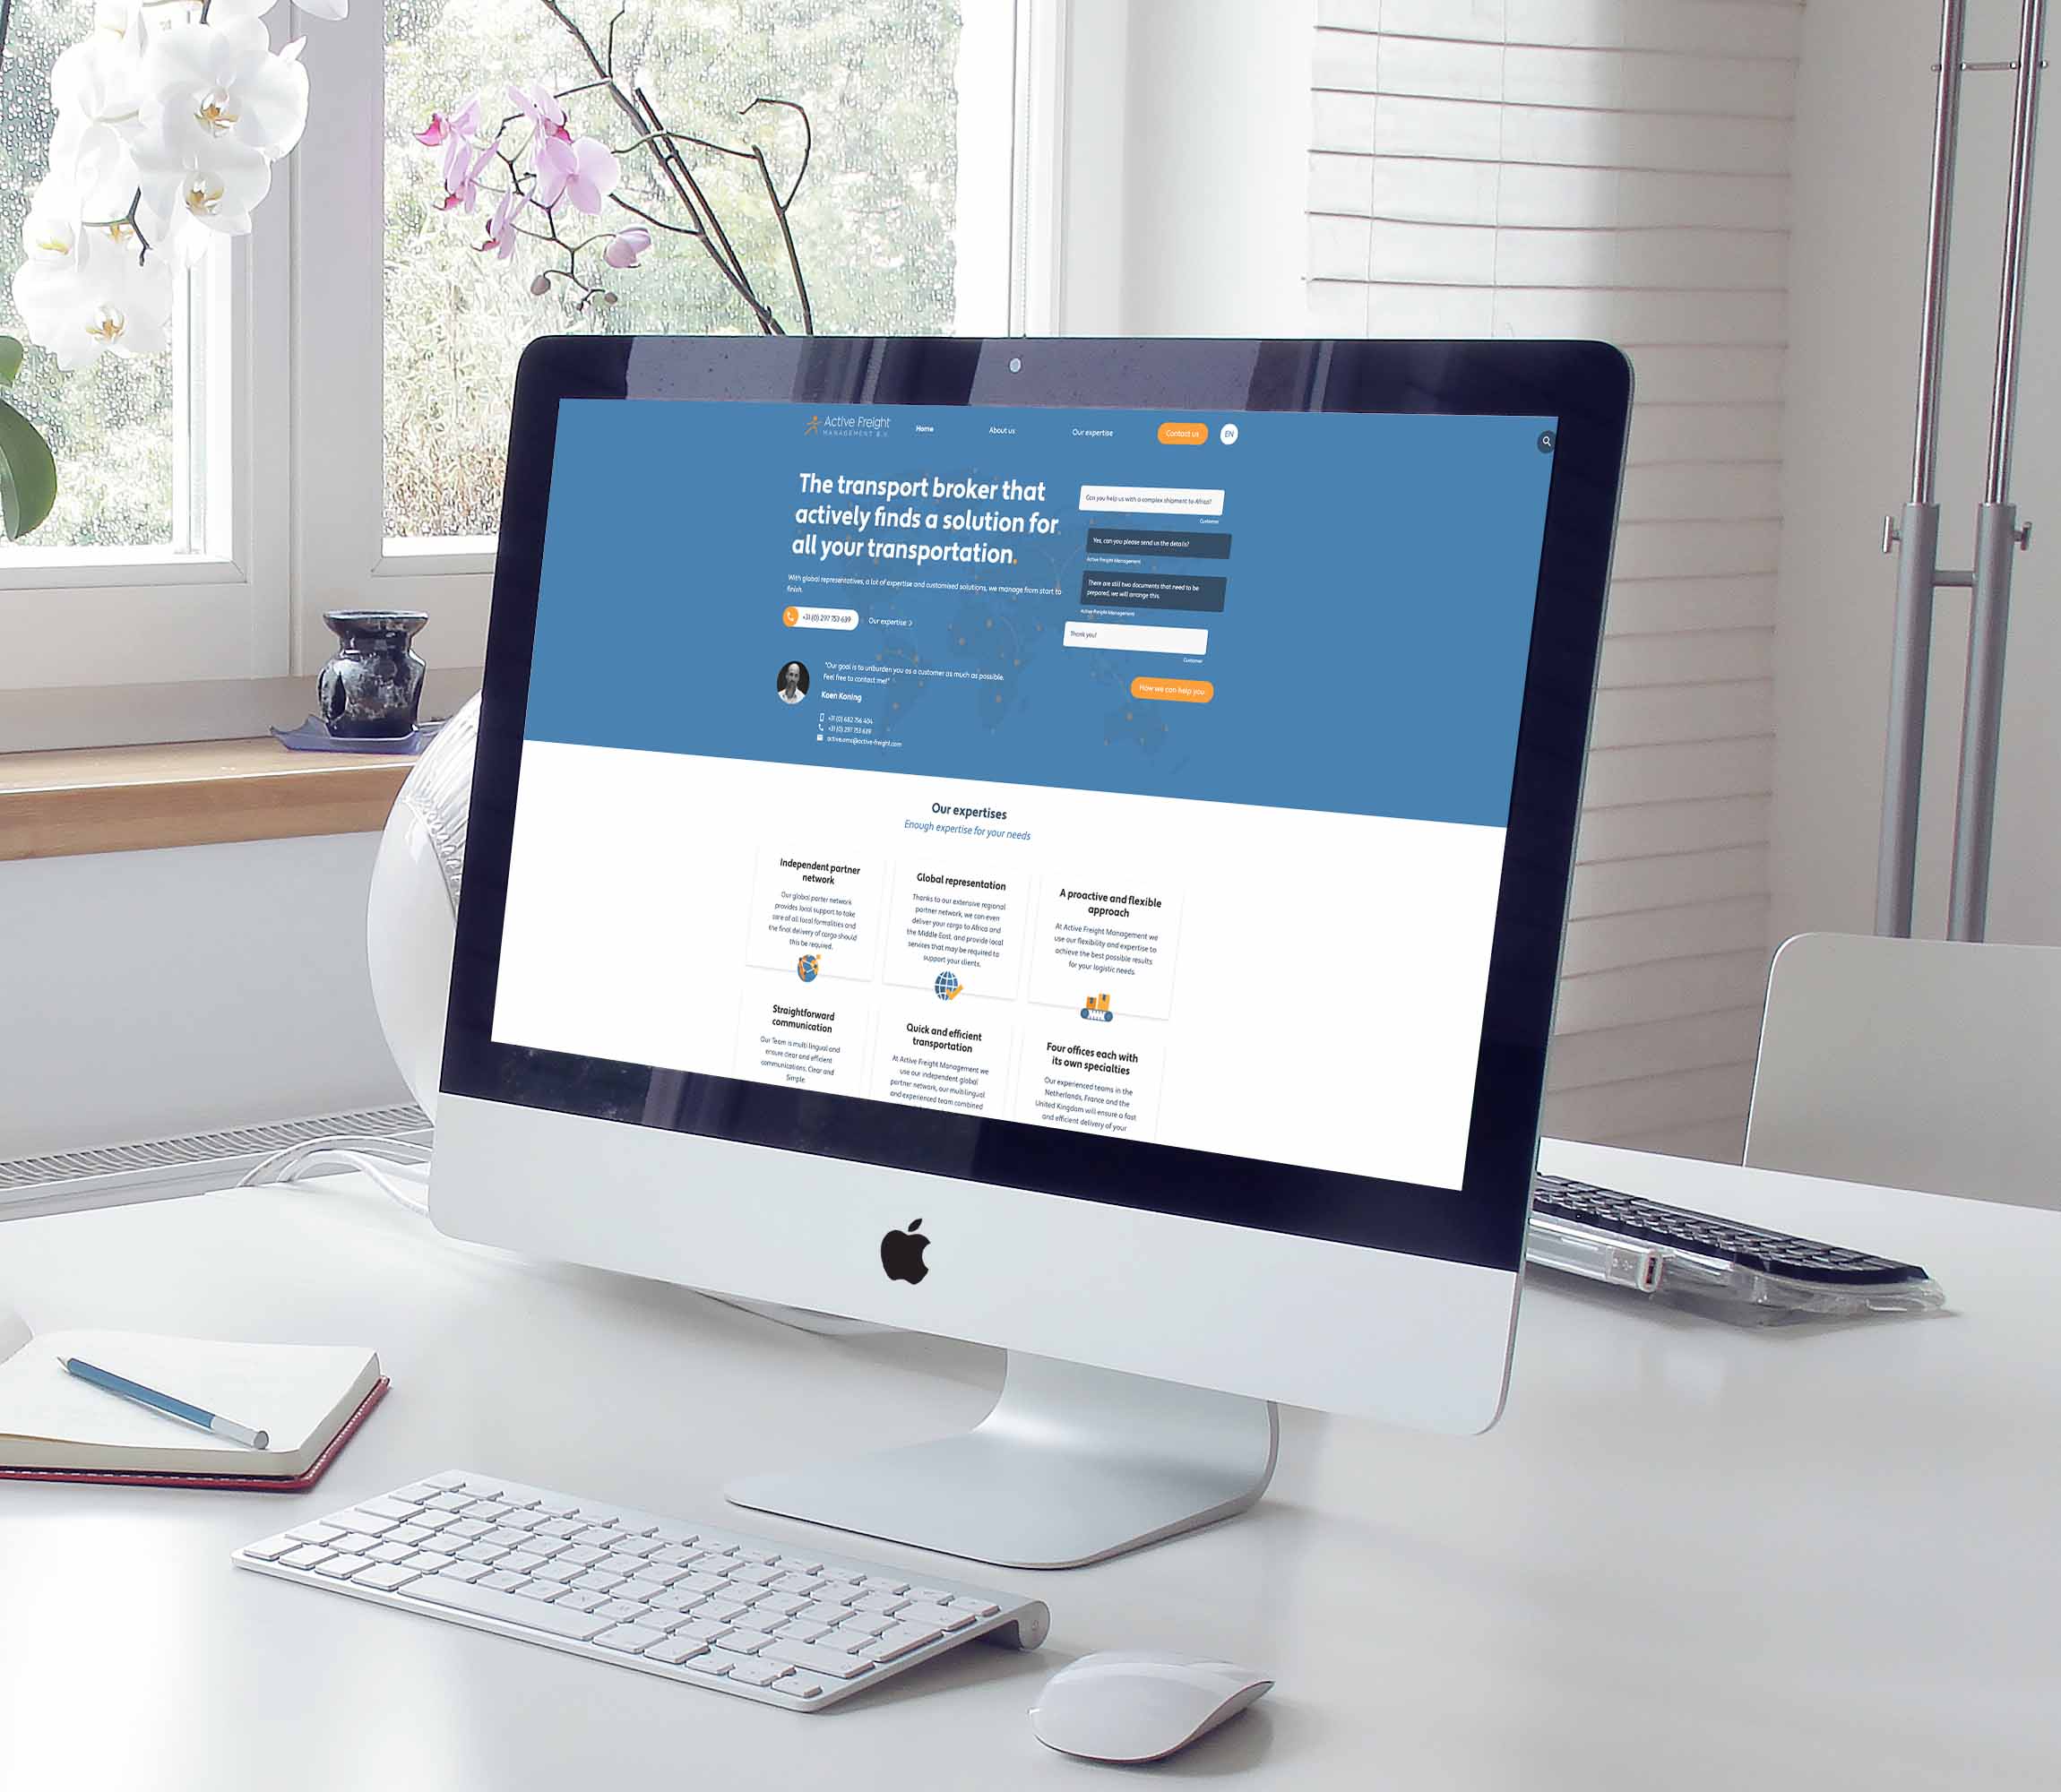 Active Freight
MANAGEMENT B.V.
Home
About us
Our expertise
Contact us
EN
The transport broker that
actively finds a solution for
all your transportation.
With global representatives, a lot of expertise and customised solutions, we manage from start to
finish.
+31 (0) 297 753 639
Our expertise >
"Our goal is to unburden you as a customer as much as possible.
Feel free to contact me!"
Koen Koning
+31 (0) 682 756 404
+31 (0) 297 753 639
Can you help us with a complex shipment to Africa?
Customer
Yes, can you please send us the details?
Active Freight Management
There are still two documents that need to be
prepared, we will arrange this.
Active Freight Management
Thank you!
Customer
How we can help you
Our expertises
Enough expertise for your needs
Independent partner
network
Our global parter network
provides local support to take
care of all local formalities and
the final delivery of cargo should
this be required.
Global representation
Thanks to our extensive regional
partner network, we can even
deliver your cargo to Africa and
the Middle East, and provide local
services that may be required to
support your clients.
A proactive and flexible
approach
At Active Freight Management we
use our flexibility and expertise to
achieve the best possible results
for your logistic needs.
Straightforward
communication
Our Team is multi lingual and
ensure clear and efficient
communications. Clear and
Simple.
Quick and efficient
transportation
At Active Freight Management we
use our independent global
partner network, our multilingual
and experienced team combined
Four offices each with
its own specialties
Our experienced teams in the
Netherlands, France and the
United Kingdom will ensure a fast
and efficient delivery of your